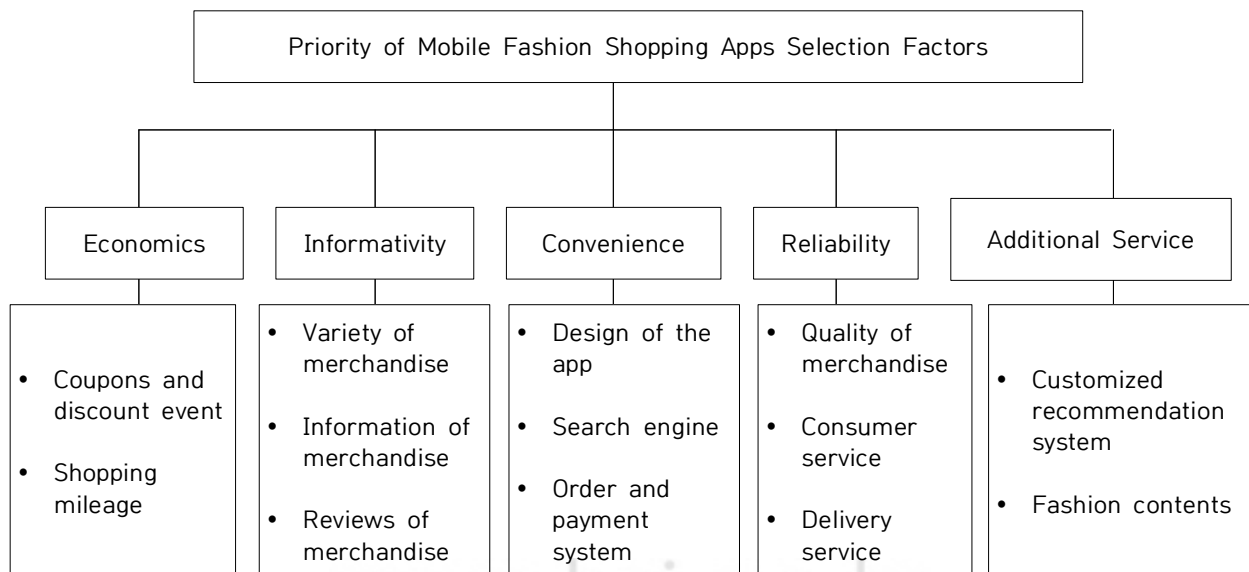 Priority of Mobile Fashion Shopping Apps Selection Factors
Economics
Informativity
Convenience
Reliability
Additional Service
• Coupons and
discount event
• Shopping
mileage
• Variety of
merchandise
• Information of
merchandise
• Reviews of
merchandise
• Design of the
app
• Search engine
• Order and
payment
system
• Quality of
merchandise
• Consumer
service
• Delivery
service
• Customized
recommendation
system
• Fashion contents